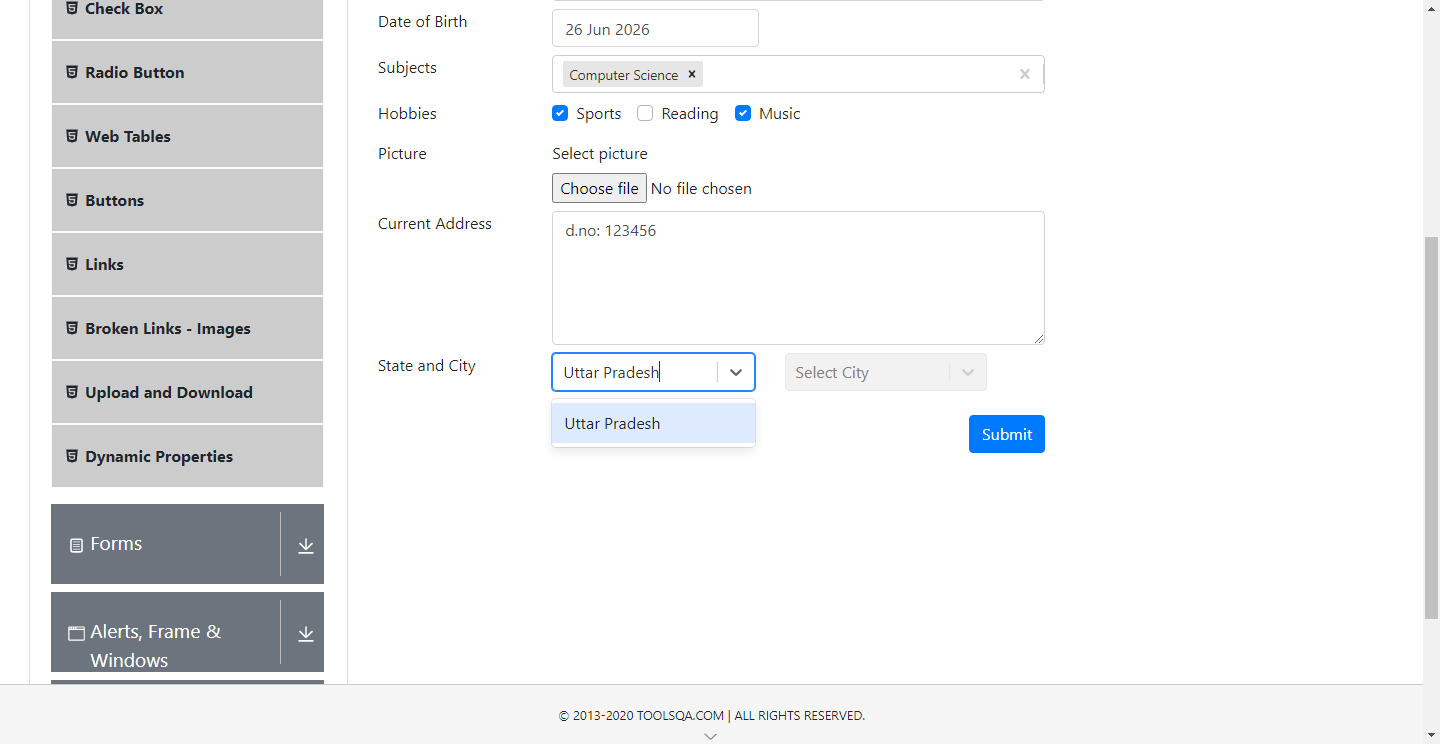 Check Box
Radio Button
Web Tables
Buttons
Links
Broken Links - Images
Upload and Download
Dynamic Properties
Forms
Alerts, Frame &
Windows
Date of Birth
26 Jun 2026
Subjects
Computer Science ×
Hobbies
Sports Reading Music
Picture
Select picture
Choose file No file chosen
Current Address
d.no: 123456
State and City
Uttar Pradesh Select City
Uttar Pradesh
Submit
© 2013-2020 TOOLSQA.COM | ALL RIGHTS RESERVED.